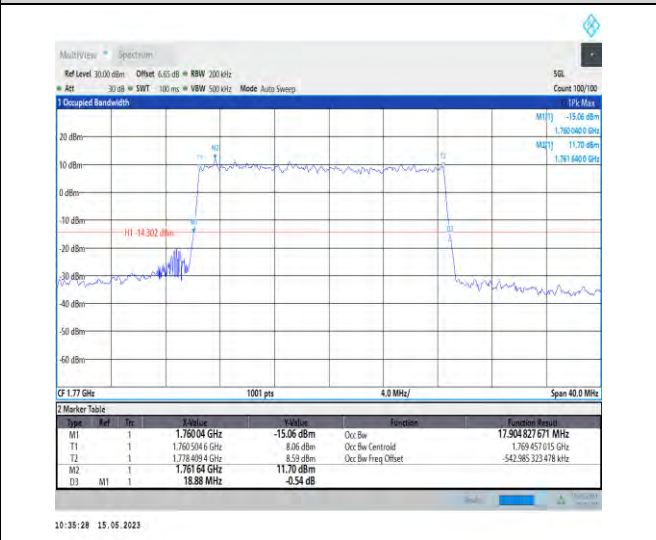 MultiView Spectrum
Ref Level 30.00 dBm Offset 6.65 dB RBW 200 kHz SGL
Att 30 dB SWT 100 ms VBW 500 kHz Mode Auto Sweep Count 100/100
1 Occupied Bandwidth 1Pk Max
M1[1] -15.06 dBm
1.760 040 0 GHz
M2[1] 11.70 dBm
1.761 640 0 GHz
20 dBm
M2
T1 T2
10 dBm
0 dBm
-10 dBm
M1
H1 -14.302 dBm D3
-20 dBm
-30 dBm
-40 dBm
-50 dBm
-60 dBm
CF 1.77 GHz 1001 pts 4.0 MHz/ Span 40.0 MHz
2 Marker Table
Type Ref Trc X-Value Y-Value Function Function Result
M1 1 1.760 04 GHz -15.06 dBm Occ Bw 17.904 827 671 MHz
T1 1 1.760 504 6 GHz 8.06 dBm Occ Bw Centroid 1.769 457 015 GHz
T2 1 1.778 409 4 GHz 8.59 dBm Occ Bw Freq Offset -542.985 323 478 kHz
M2 1 1.761 64 GHz 11.70 dBm
D3 M1 1 18.88 MHz -0.54 dB
10:35:28 15.05.2023